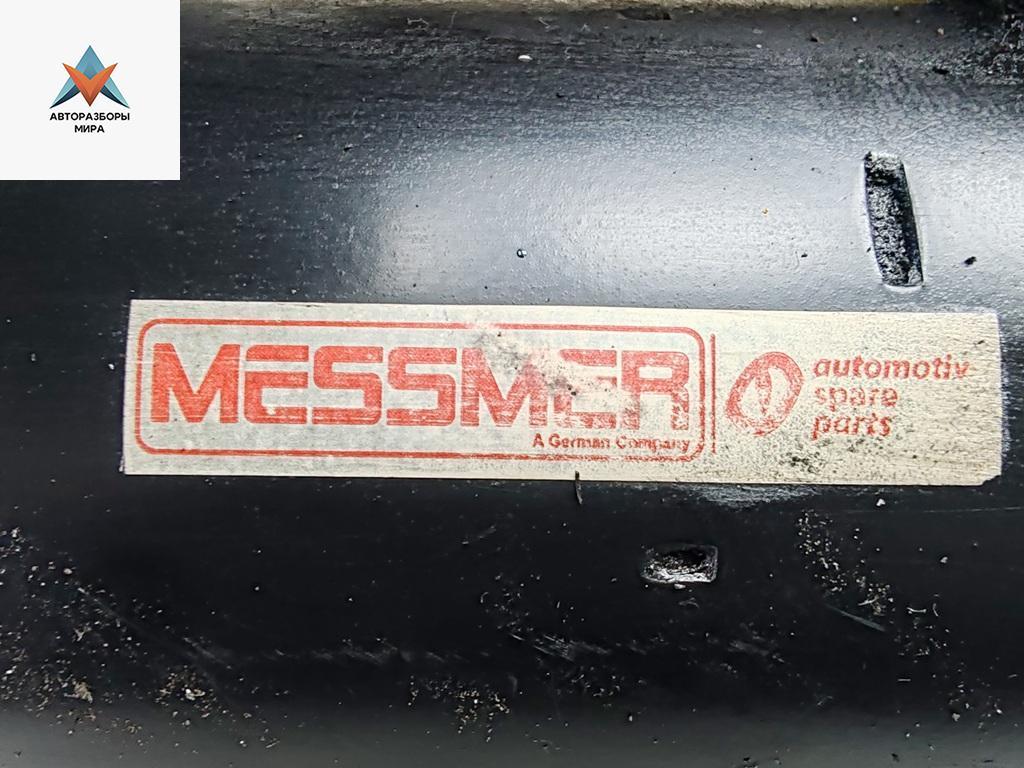 АВТОРАЗБОРЫ
МИРА
MESSMER
A German Company
automotiv
spare
parts